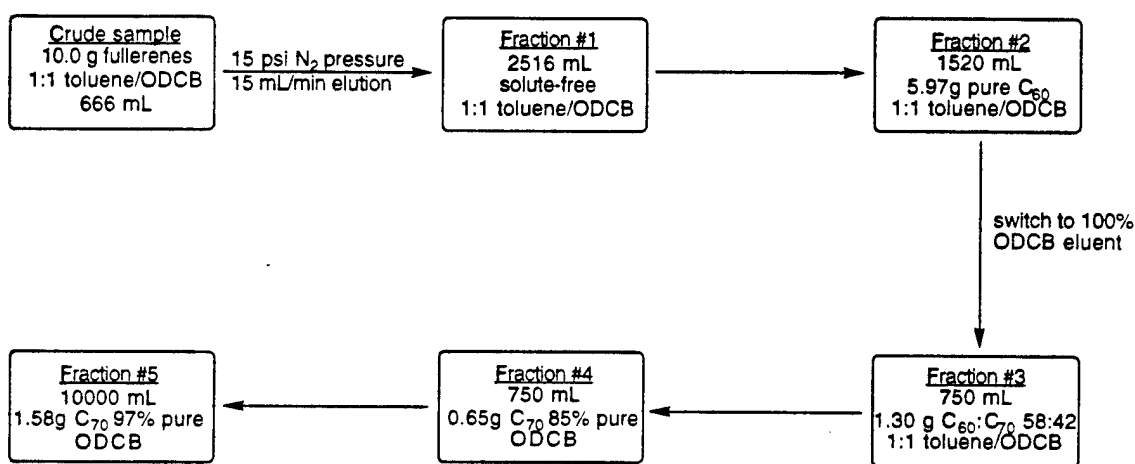 Crude sample
10.0 g fullerenes
1:1 toluene/ODCB
666 mL
15 psi N₂ pressure
15 mL/min elution
Fraction #1
2516 mL
solute-free
1:1 toluene/ODCB
Fraction #2
1520 mL
5.97g pure C₆₀
1:1 toluene/ODCB
switch to 100%
ODCB eluent
Fraction #3
750 mL
1.30 g C₆₀:C₇₀ 58:42
1:1 toluene/ODCB
Fraction #4
750 mL
0.65g C₇₀ 85% pure
ODCB
Fraction #5
10000 mL
1.58g C₇₀ 97% pure
ODCB